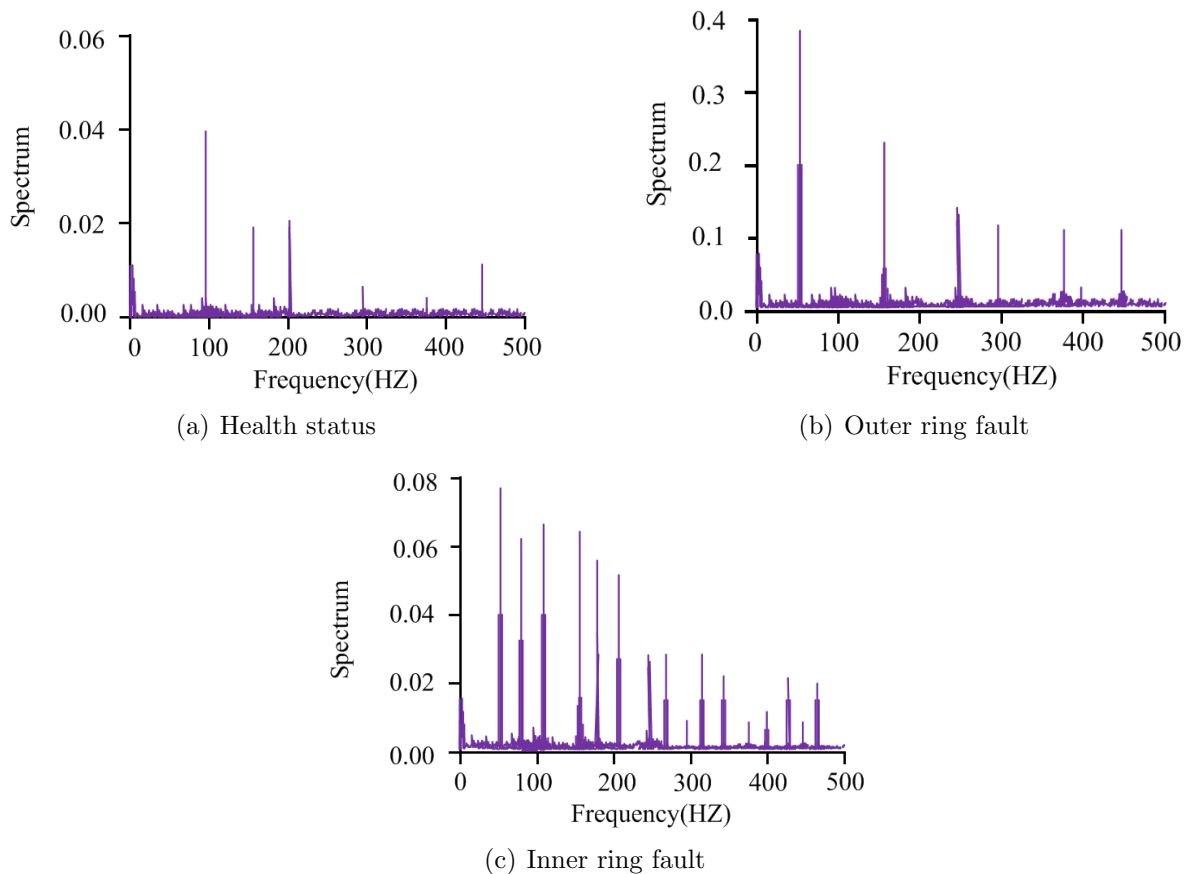 0.06
0.04
0.02
0.00
Spectrum
0 100 200 300 400 500
Frequency(HZ)
(a) Health status
0.4
0.3
0.2
0.1
0.0
Spectrum
0 100 200 300 400 500
Frequency(HZ)
(b) Outer ring fault
0.08
0.06
0.04
0.02
0.00
Spectrum
0 100 200 300 400 500
Frequency(HZ)
(c) Inner ring fault